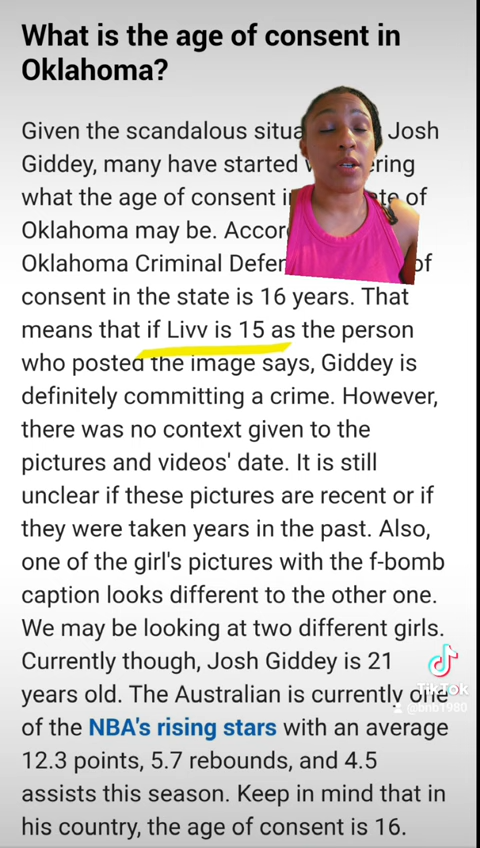 What is the age of consent in
Oklahoma?
Given the scandalous Josh
Giddey, many have started
what the age of consent of
Oklahoma may be.
Oklahoma Criminal of
consent in the state is 16 years. That
means that if Livv is 15 as the person
who posted the image says, Giddey is
definitely committing a crime. However,
there was no context given to the
pictures and videos' date. It is still
unclear if these pictures are recent or if
they were taken years in the past. Also,
one of the girl's pictures with the f-bomb
caption looks different to the other one.
We may be looking at two different girls.
Currently though, Josh Giddey is 21
years old. The Australian is currently one
of the NBA's rising stars with an average
12.3 points, 5.7 rebounds, and 4.5
assists this season. Keep in mind that in
his country, the age of consent is 16.
TikTok